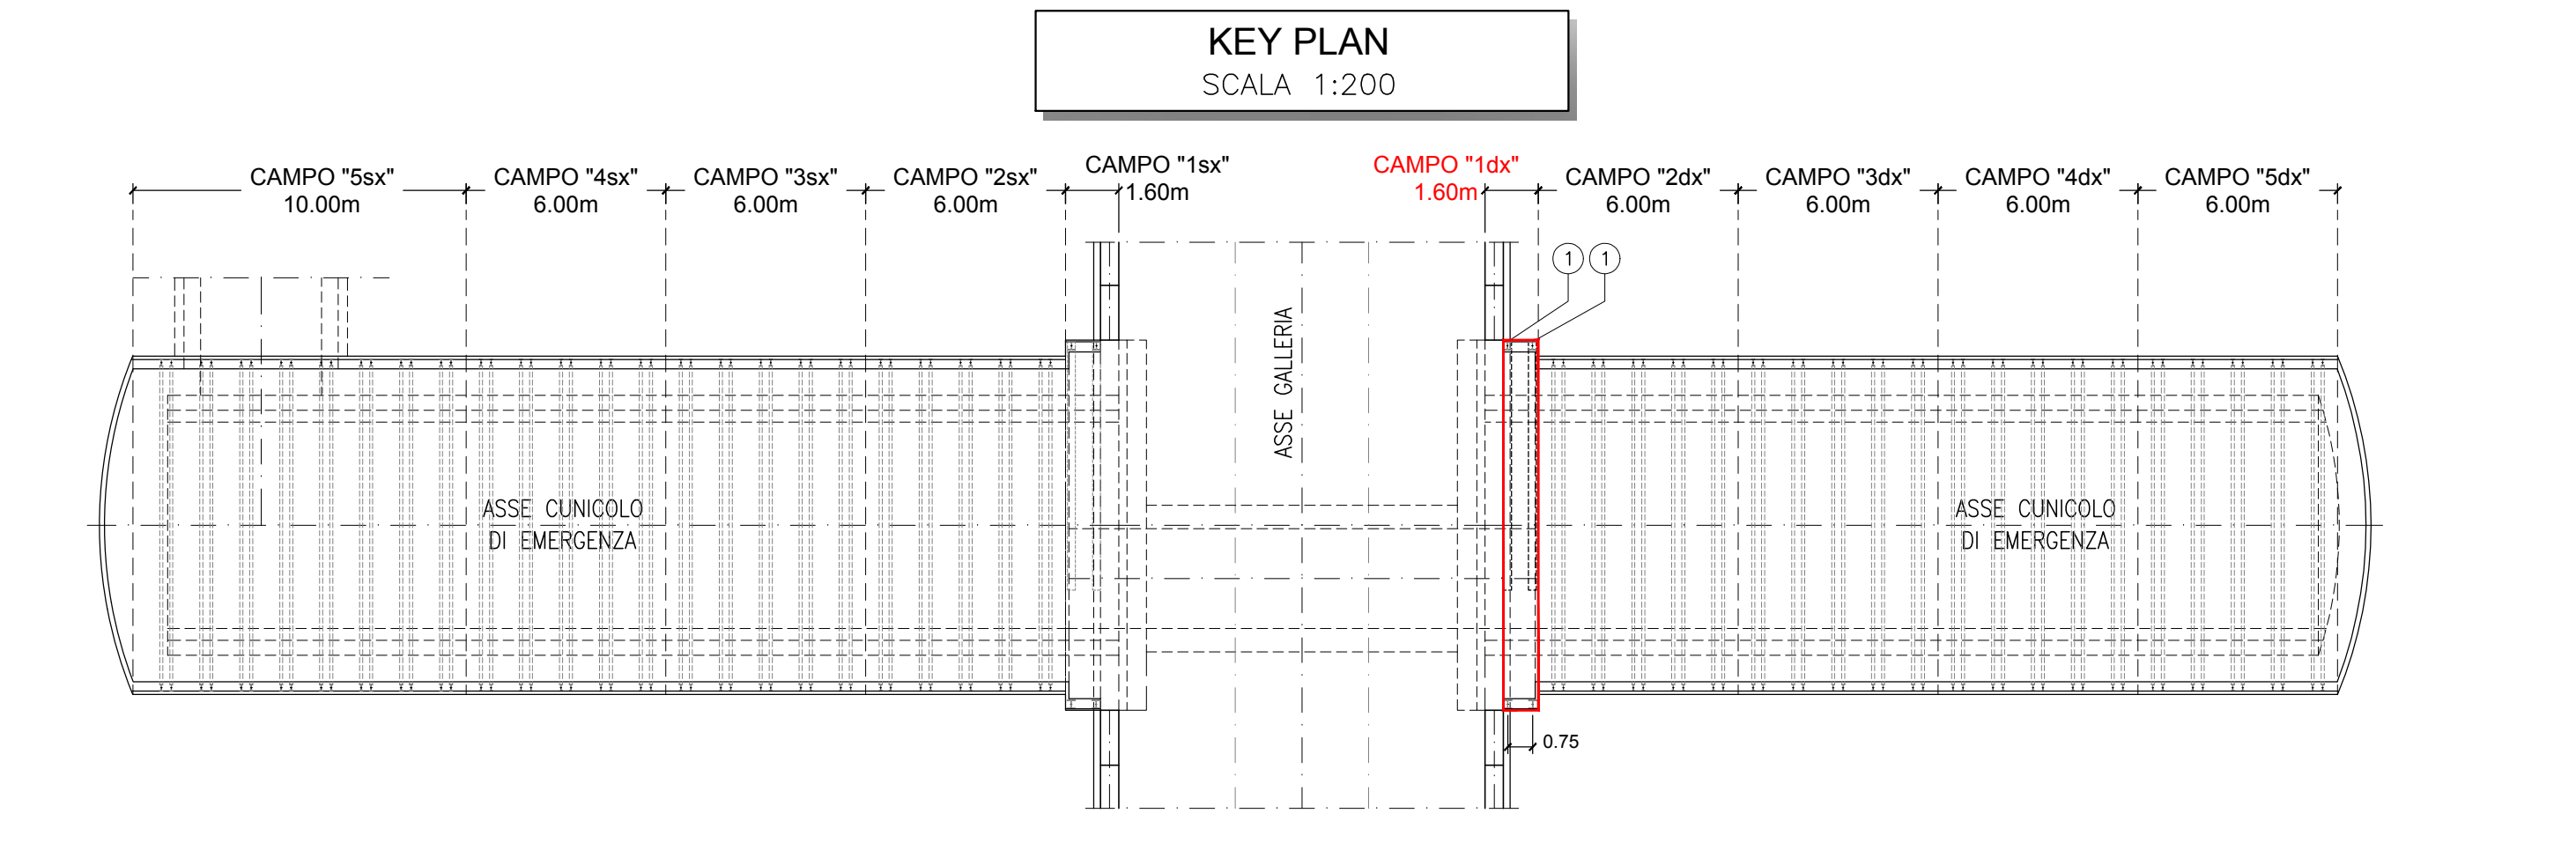 KEY PLAN
SCALA 1:200
CAMPO "5sx"
10.00m
CAMPO "4sx"
6.00m
CAMPO "3sx"
6.00m
CAMPO "2sx"
6.00m
CAMPO "1sx"
1.60m
CAMPO "1dx"
1.60m
CAMPO "2dx"
6.00m
CAMPO "3dx"
6.00m
CAMPO "4dx"
6.00m
CAMPO "5dx"
6.00m
1
1
ASSE GALLERIA
ASSE CUNICOLO
DI EMERGENZA
ASSE CUNICOLO
DI EMERGENZA
0.75